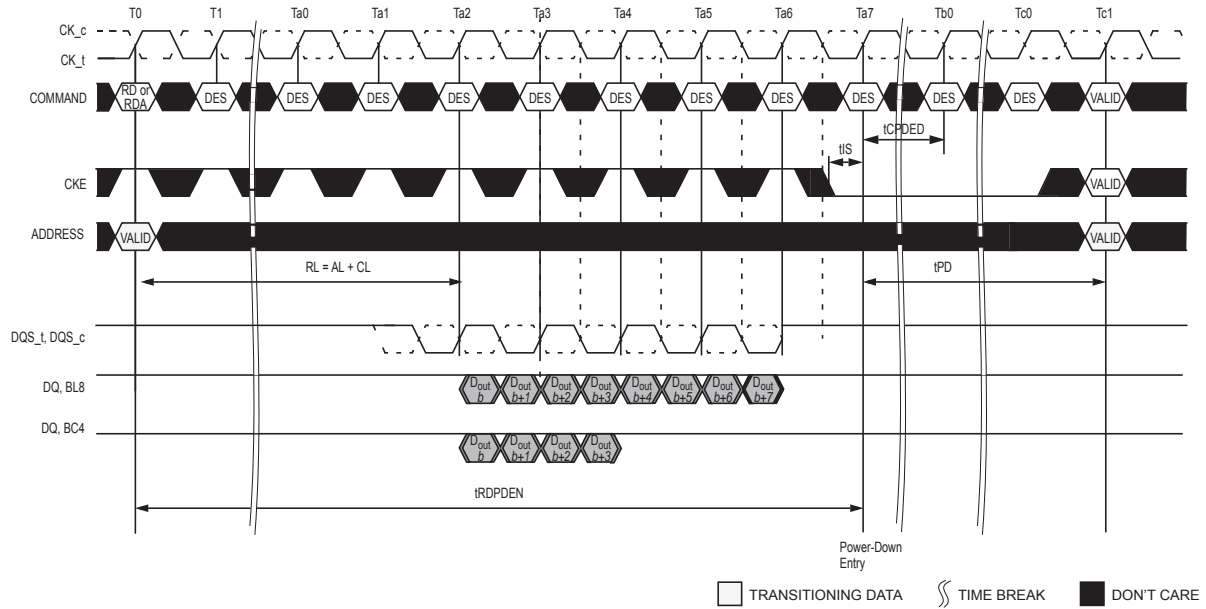 T0 T1 Ta0 Ta1 Ta2 Ta3 Ta4 Ta5 Ta6 Ta7 Tb0 Tc0 Tc1
CK_c
CK_t
COMMAND RD or RDA DES DES DES DES DES DES DES DES DES DES DES VALID
tCPDED
tIS
CKE VALID
ADDRESS VALID VALID
RL = AL + CL tPD
DQS_t, DQS_c
DQ, BL8 Dout b Dout b+1 Dout b+2 Dout b+3 Dout b+4 Dout b+5 Dout b+6 Dout b+7
DQ, BC4 Dout b Dout b+1 Dout b+2 Dout b+3
tRDPDEN
Power-Down
Entry
TRANSITIONING DATA TIME BREAK DON'T CARE